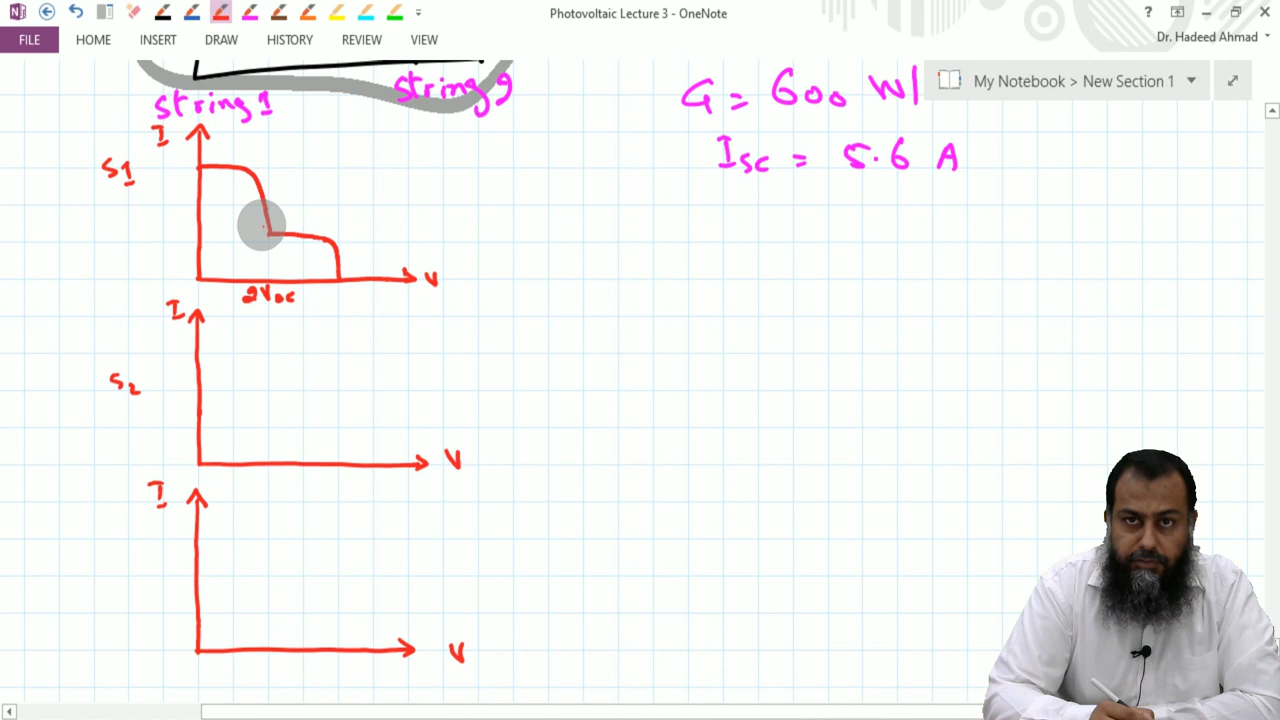 Photovoltaic Lecture 3 - OneNote
?
FILE HOME INSERT DRAW HISTORY REVIEW VIEW
Dr. Hadeed Ahmad
My Notebook > New Section 1
G = 600 W/
Isc = 5.6 A
String 1
String 2
I
S1
V
2Voc
I
S2
V
I
V